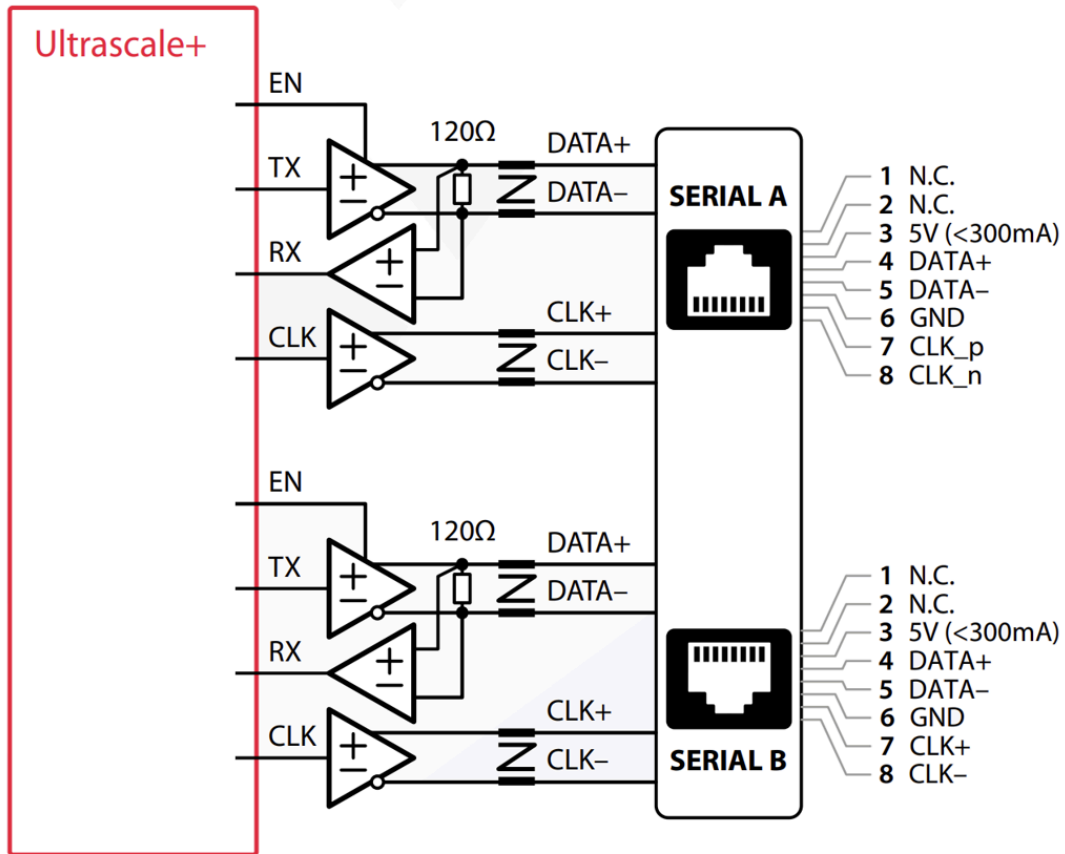 Ultrascale+
EN
120Ω
DATA+
TX
DATA–
SERIAL A
RX
CLK+
CLK
CLK–
1 N.C.
2 N.C.
3 5V (<300mA)
4 DATA+
5 DATA–
6 GND
7 CLK_p
8 CLK_n
EN
120Ω
DATA+
TX
DATA–
RX
CLK+
CLK
CLK–
SERIAL B
1 N.C.
2 N.C.
3 5V (<300mA)
4 DATA+
5 DATA–
6 GND
7 CLK+
8 CLK–